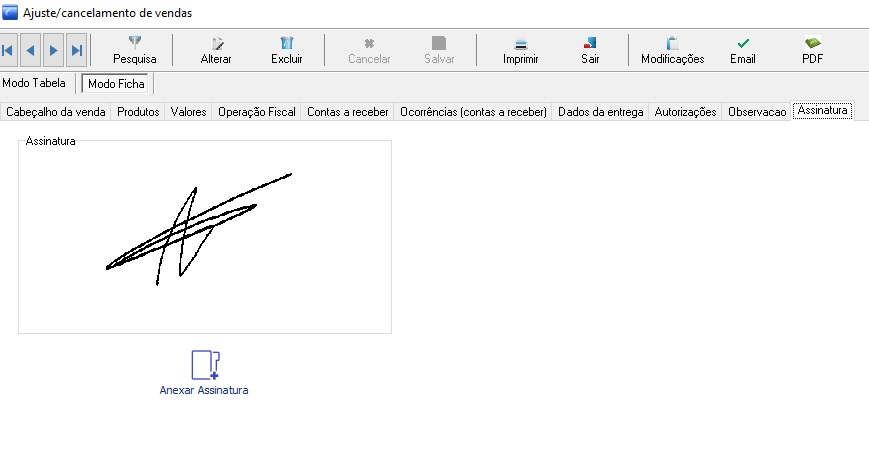 Ajuste/cancelamento de vendas
Pesquisa Alterar Excluir Cancelar Salvar Imprimir Sair Modificações Email PDF
Modo Tabela Modo Ficha
Cabeçalho da venda Produtos Valores Operação Fiscal Contas a receber Ocorrências (contas a receber) Dados da entrega Autorizações Observacao Assinatura
Assinatura
Anexar Assinatura